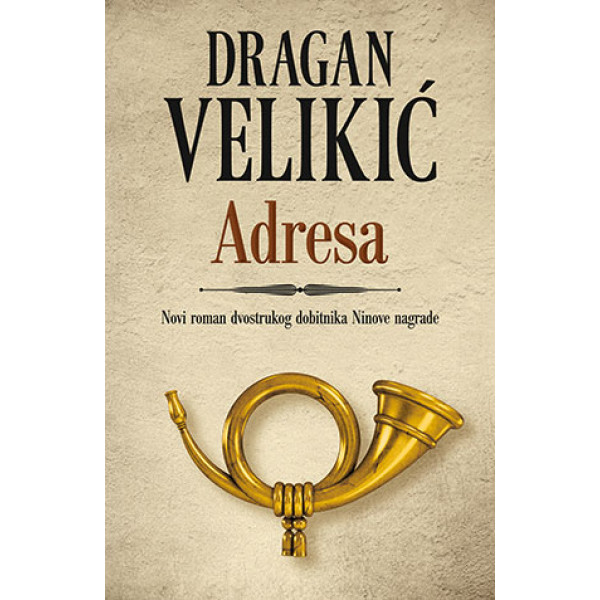 DRAGAN
VELIKIĆ
Adresa
Novi roman dvostrukog dobitnika Ninove nagrade